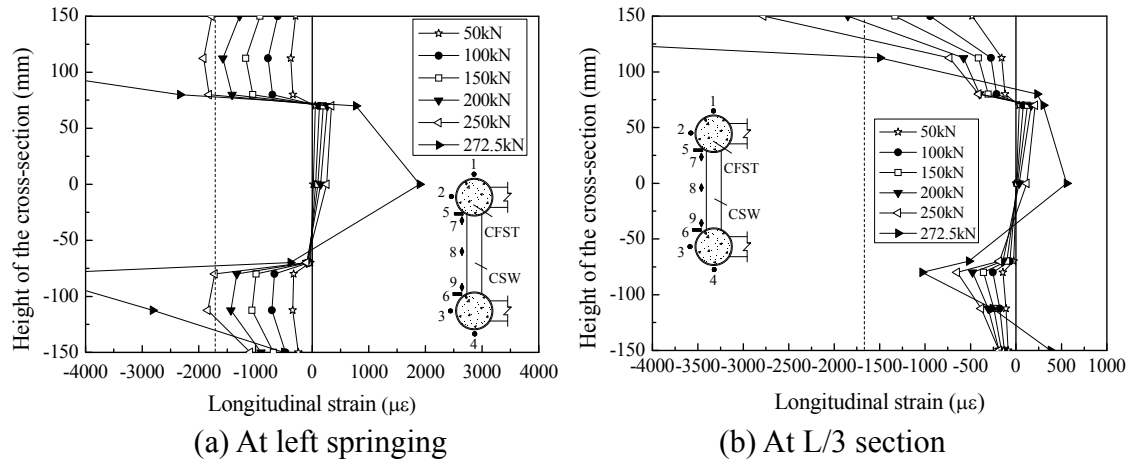 150
100
50
0
-50
-100
-150
Height of the cross-section (mm)
50kN
100kN
150kN
200kN
250kN
272.5kN
1
2
5
7
CFST
8
CSW
9
6
3
4
-4000 -3000 -2000 -1000 0 1000 2000 3000 4000
Longitudinal strain (με)
(a) At left springing
150
100
50
0
-50
-100
-150
Height of the cross-section (mm)
1
2
5
7
CFST
8
CSW
9
6
3
4
50kN
100kN
150kN
200kN
250kN
272.5kN
-4000 -3500 -3000 -2500 -2000 -1500 -1000 -500 0 500 1000
Longitudinal strain (με)
(b) At L/3 section